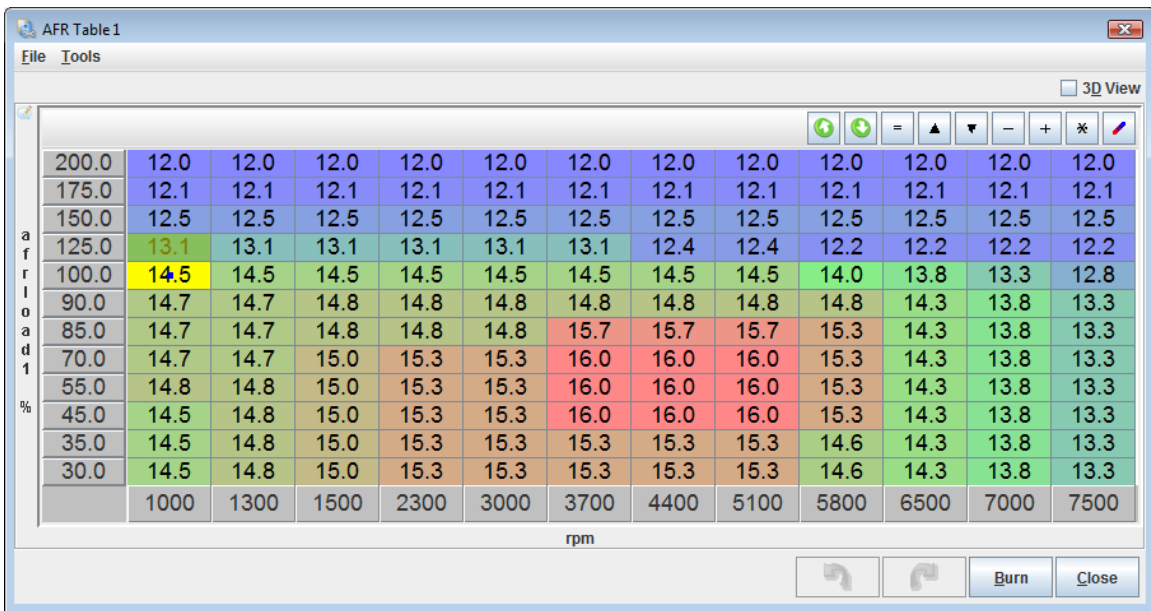 AFR Table 1
File Tools
3D View
= − + *
200.0 12.0 12.0 12.0 12.0 12.0 12.0 12.0 12.0 12.0 12.0 12.0 12.0
175.0 12.1 12.1 12.1 12.1 12.1 12.1 12.1 12.1 12.1 12.1 12.1 12.1
150.0 12.5 12.5 12.5 12.5 12.5 12.5 12.5 12.5 12.5 12.5 12.5 12.5
125.0 13.1 13.1 13.1 13.1 13.1 13.1 12.4 12.4 12.2 12.2 12.2 12.2
100.0 14.5 14.5 14.5 14.5 14.5 14.5 14.5 14.5 14.0 13.8 13.3 12.8
90.0 14.7 14.7 14.8 14.8 14.8 14.8 14.8 14.8 14.8 14.3 13.8 13.3
85.0 14.7 14.7 14.8 14.8 14.8 15.7 15.7 15.7 15.3 14.3 13.8 13.3
70.0 14.7 14.7 15.0 15.3 15.3 16.0 16.0 16.0 15.3 14.3 13.8 13.3
55.0 14.8 14.8 15.0 15.3 15.3 16.0 16.0 16.0 15.3 14.3 13.8 13.3
45.0 14.5 14.8 15.0 15.3 15.3 16.0 16.0 16.0 15.3 14.3 13.8 13.3
35.0 14.5 14.8 15.0 15.3 15.3 15.3 15.3 15.3 14.6 14.3 13.8 13.3
30.0 14.5 14.8 15.0 15.3 15.3 15.3 15.3 15.3 14.6 14.3 13.8 13.3
1000 1300 1500 2300 3000 3700 4400 5100 5800 6500 7000 7500
afrload1 %
rpm
Burn Close